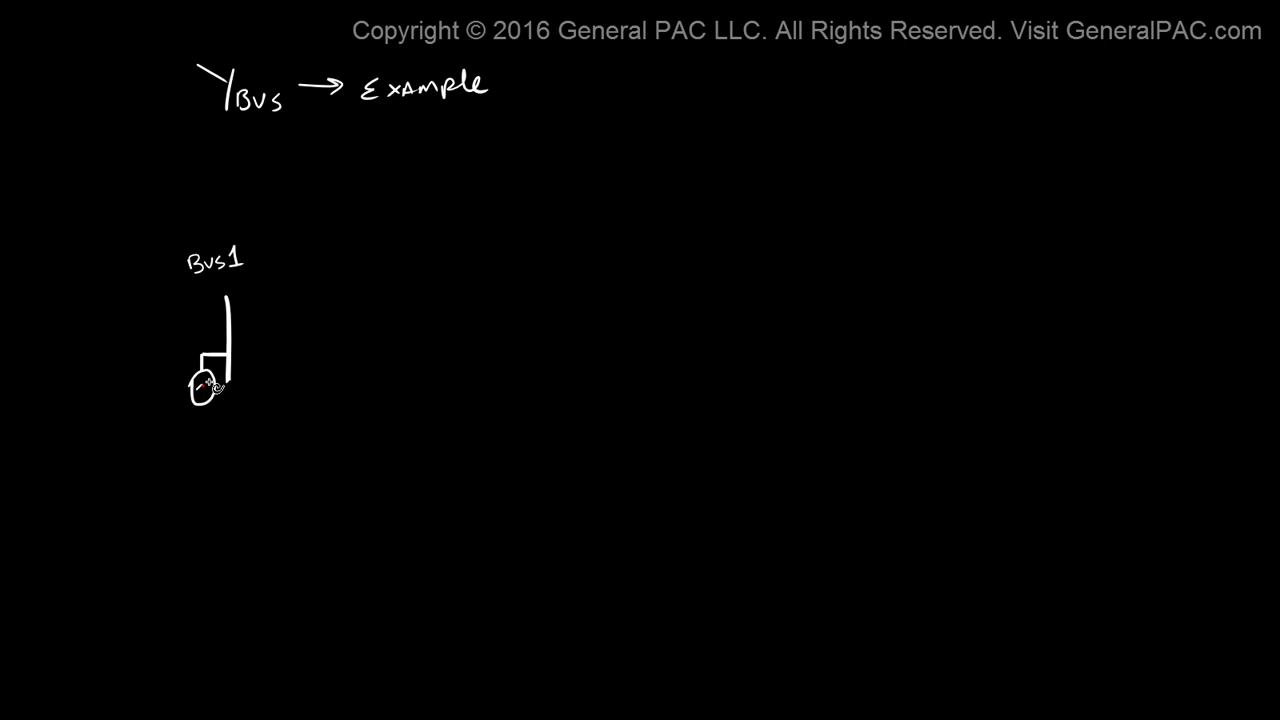 Copyright © 2016 General PAC LLC. All Rights Reserved. Visit GeneralPAC.com
YBUS → Example
Bus1